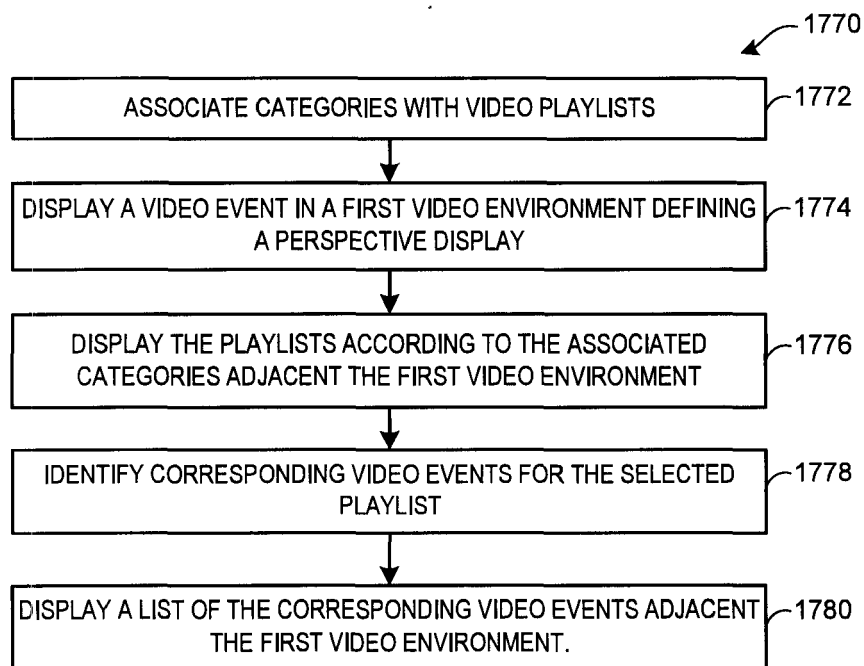 1770
ASSOCIATE CATEGORIES WITH VIDEO PLAYLISTS
1772
DISPLAY A VIDEO EVENT IN A FIRST VIDEO ENVIRONMENT DEFINING
A PERSPECTIVE DISPLAY
1774
DISPLAY THE PLAYLISTS ACCORDING TO THE ASSOCIATED
CATEGORIES ADJACENT THE FIRST VIDEO ENVIRONMENT
1776
IDENTIFY CORRESPONDING VIDEO EVENTS FOR THE SELECTED
PLAYLIST
1778
DISPLAY A LIST OF THE CORRESPONDING VIDEO EVENTS ADJACENT
THE FIRST VIDEO ENVIRONMENT.
1780